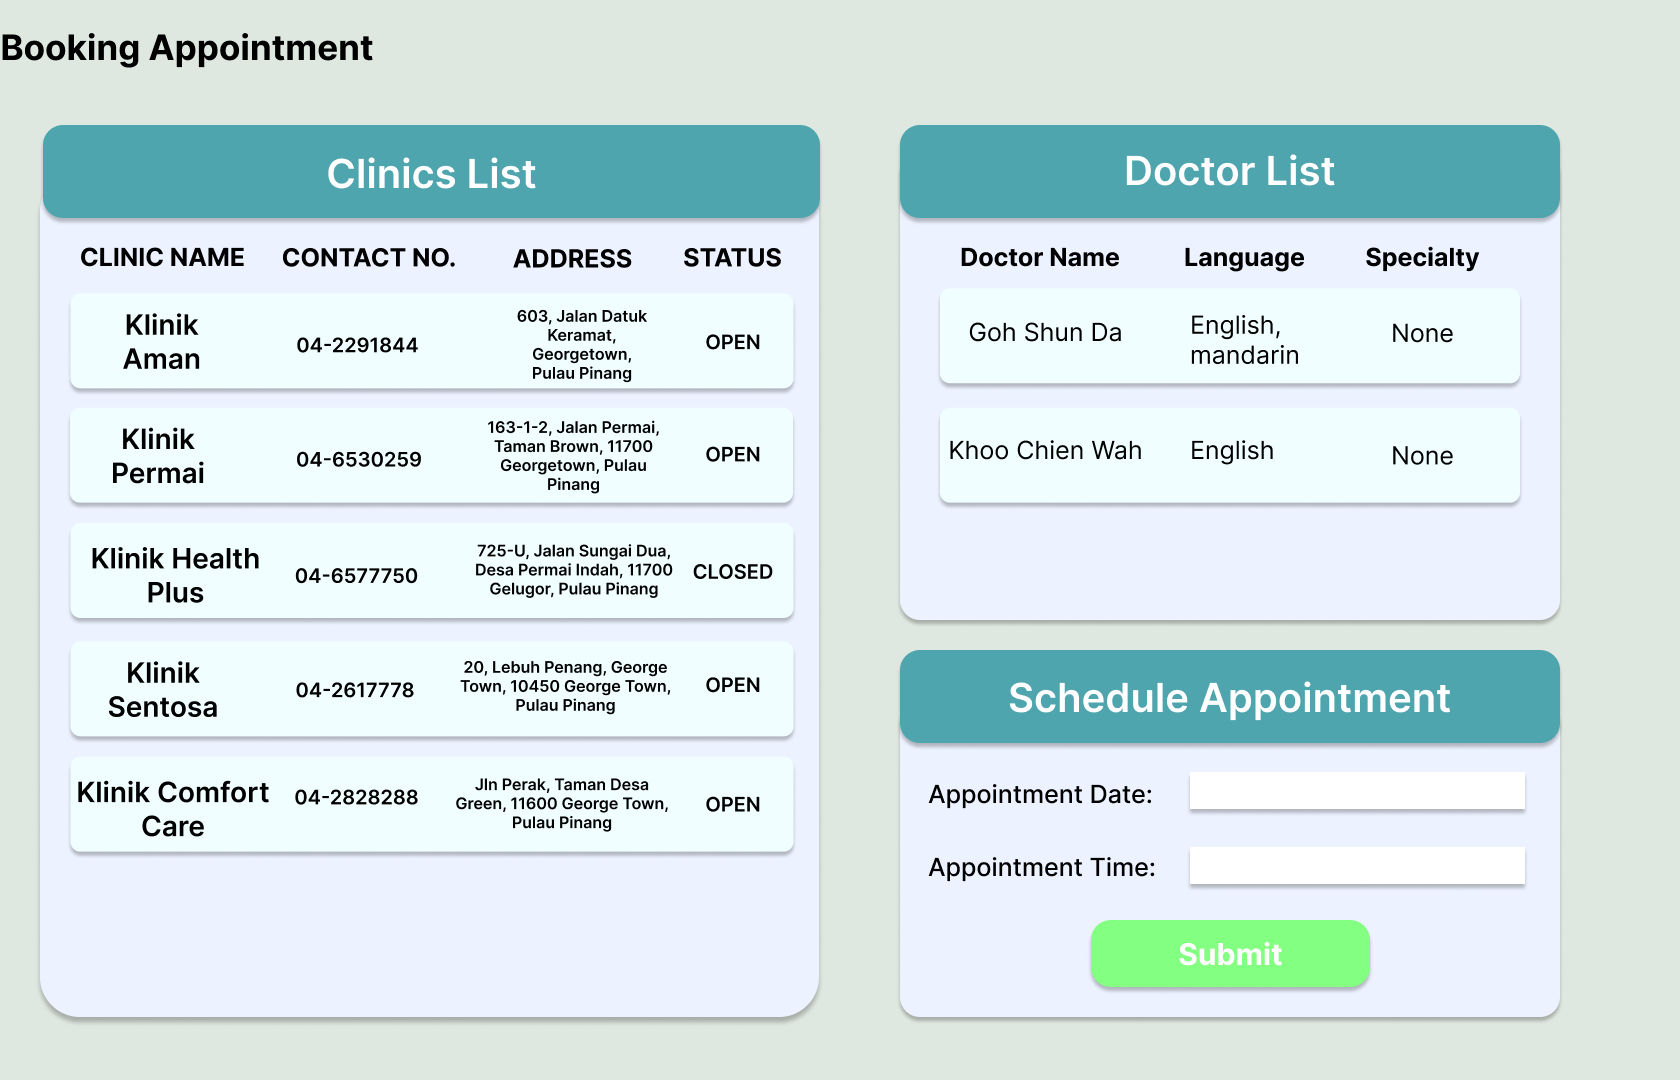 Booking Appointment
Clinics List
CLINIC NAME CONTACT NO. ADDRESS STATUS
Klinik
Aman
04-2291844
603, Jalan Datuk
Keramat,
Georgetown,
Pulau Pinang
OPEN
Klinik
Permai
04-6530259
163-1-2, Jalan Permai,
Taman Brown, 11700
Georgetown, Pulau
Pinang
OPEN
Klinik Health
Plus
04-6577750
725-U, Jalan Sungai Dua,
Desa Permai Indah, 11700
Gelugor, Pulau Pinang
CLOSED
Klinik
Sentosa
04-2617778
20, Lebuh Penang, George
Town, 10450 George Town,
Pulau Pinang
OPEN
Klinik Comfort
Care
04-2828288
Jln Perak, Taman Desa
Green, 11600 George Town,
Pulau Pinang
OPEN
Doctor List
Doctor Name Language Specialty
Goh Shun Da
English,
mandarin
None
Khoo Chien Wah
English
None
Schedule Appointment
Appointment Date:
Appointment Time:
Submit